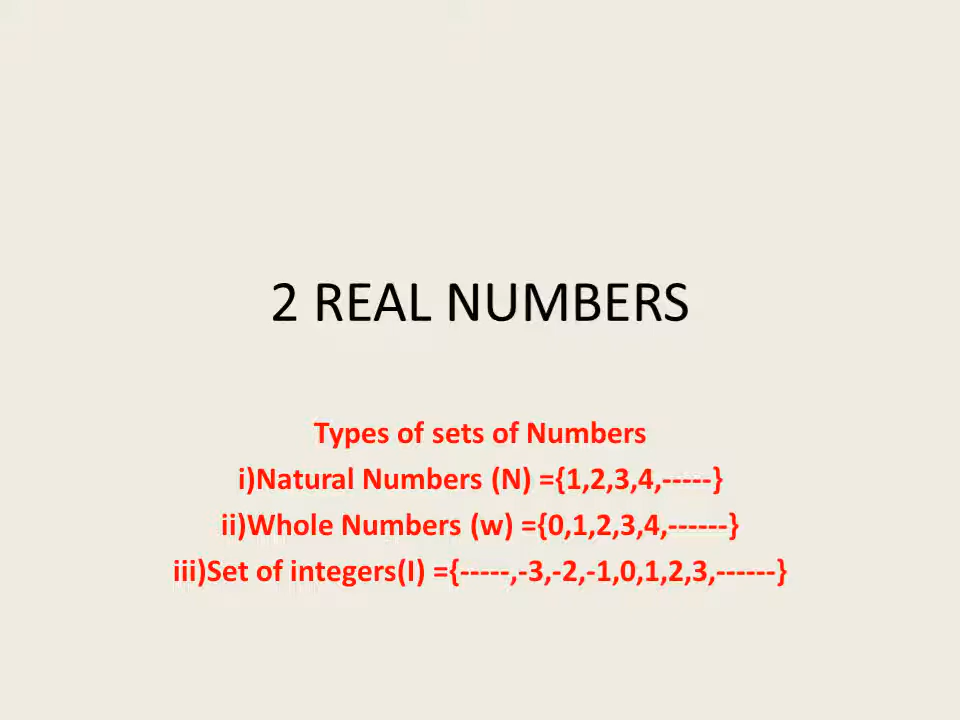 2 REAL NUMBERS
Types of sets of Numbers
i)Natural Numbers (N) ={1,2,3,4,-----}
ii)Whole Numbers (w) ={0,1,2,3,4,------}
iii)Set of integers(I) ={-----,-3,-2,-1,0,1,2,3,------}